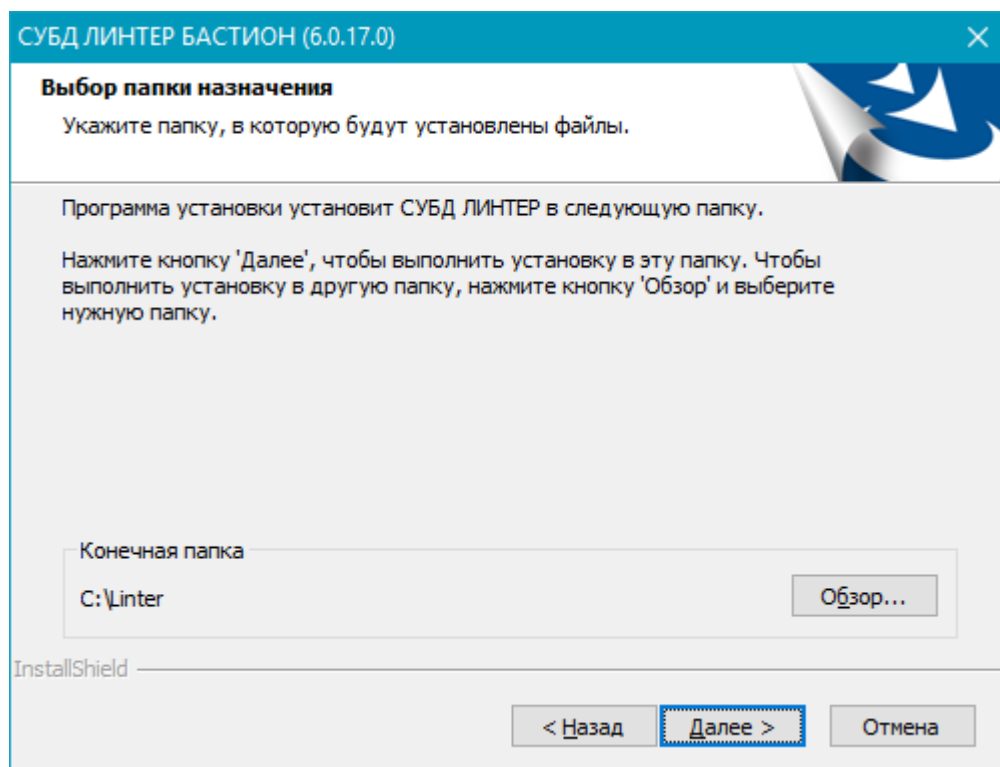 СУБД ЛИНТЕР БАСТИОН (6.0.17.0)
Выбор папки назначения
Укажите папку, в которую будут установлены файлы.
Программа установки установит СУБД ЛИНТЕР в следующую папку.
Нажмите кнопку 'Далее', чтобы выполнить установку в эту папку. Чтобы
выполнить установку в другую папку, нажмите кнопку 'Обзор' и выберите
нужную папку.
Конечная папка
C:\Linter
Обзор...
InstallShield
< Назад
Далее >
Отмена